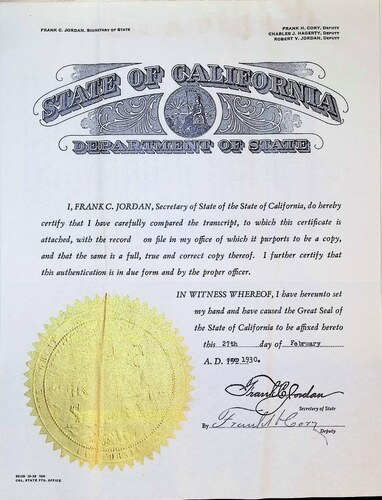 FRANK C. JORDAN, SECRETARY OF STATE
FRANK H. CORY, DEPUTY
CHARLES J. HAGERTY, DEPUTY
ROBERT V. JORDAN, DEPUTY
STATE OF CALIFORNIA
DEPARTMENT OF STATE
I, FRANK C. JORDAN, Secretary of State of the State of California, do hereby
certify that I have carefully compared the transcript, to which this certificate is
attached, with the record on file in my office of which it purports to be a copy,
and that the same is a full, true and correct copy thereof. I further certify that
this authentication is in due form and by the proper officer.
IN WITNESS WHEREOF, I have hereunto set
my hand and have caused the Great Seal of
the State of California to be affixed hereto
this 27th day of February
A. D. 192 1930.
Frank C. Jordan
Secretary of State
By Frank H Cory
Deputy
CAL. STATE PTG. OFFICE